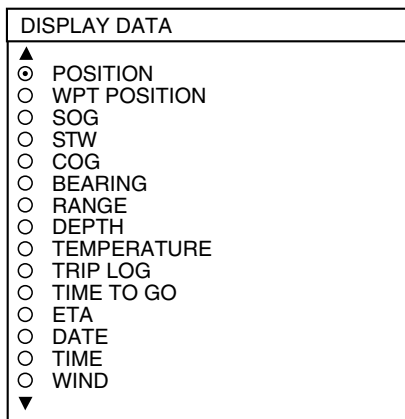 DISPLAY DATA
▲
◉ POSITION
○ WPT POSITION
○ SOG
○ STW
○ COG
○ BEARING
○ RANGE
○ DEPTH
○ TEMPERATURE
○ TRIP LOG
○ TIME TO GO
○ ETA
○ DATE
○ TIME
○ WIND
▼